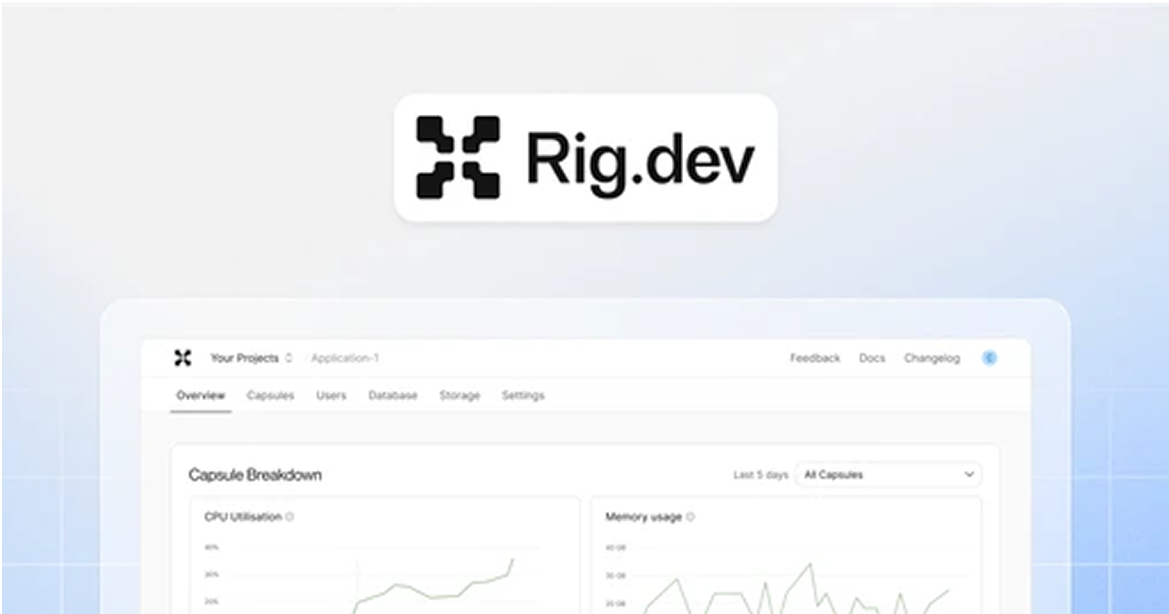 Rig.dev
Your Projects / Application-1 Feedback Docs Changelog C
Overview Capsules Users Database Storage Settings
Capsule Breakdown Last 5 days All Capsules
CPU Utilisation Memory usage
40% 40 GB
30% 30 GB
20% 20 GB